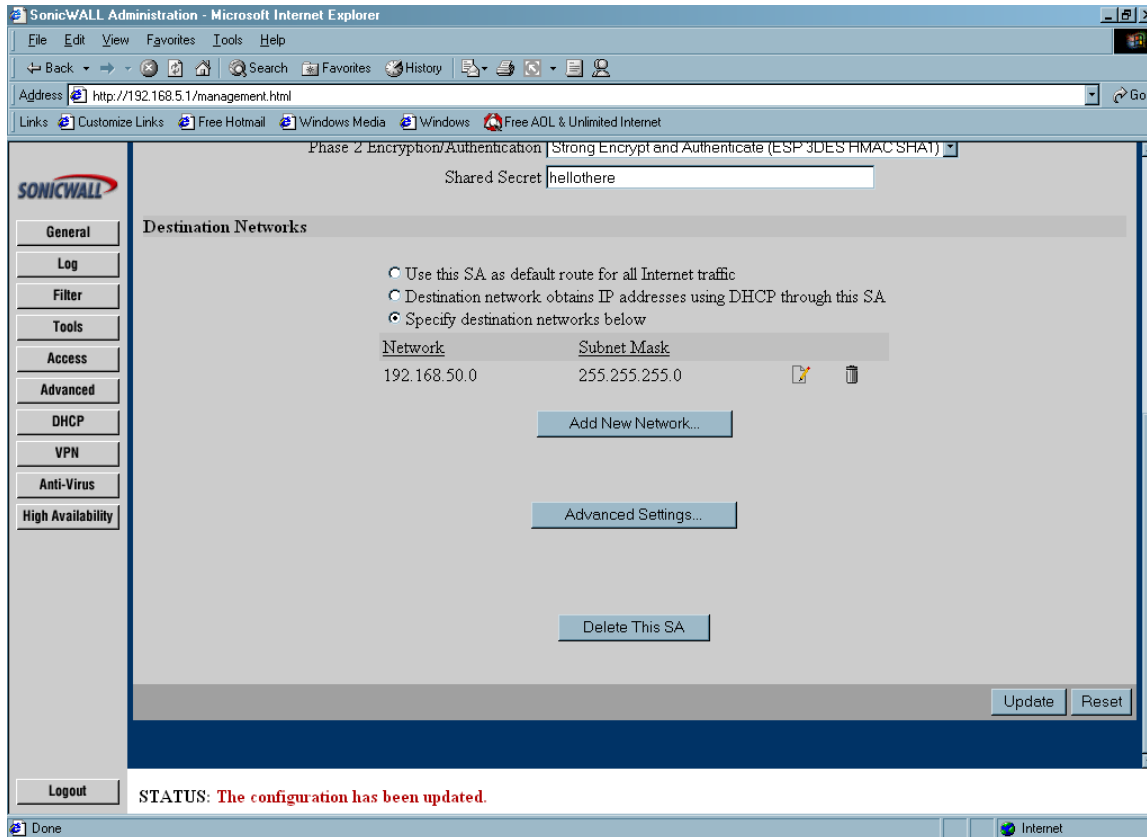 SonicWALL Administration - Microsoft Internet Explorer
File Edit View Favorites Tools Help
Back Search Favorites History
Address http://192.168.5.1/management.html Go
Links Customize Links Free Hotmail Windows Media Windows Free AOL & Unlimited Internet
Phase 2 Encryption/Authentication Strong Encrypt and Authenticate (ESP 3DES HMAC SHA1)
Shared Secret hellothere
SONICWALL
General
Log
Filter
Tools
Access
Advanced
DHCP
VPN
Anti-Virus
High Availability
Logout
Destination Networks
Use this SA as default route for all Internet traffic
Destination network obtains IP addresses using DHCP through this SA
Specify destination networks below
Network Subnet Mask
192.168.50.0 255.255.255.0
Add New Network...
Advanced Settings...
Delete This SA
Update Reset
STATUS: The configuration has been updated.
Done Internet